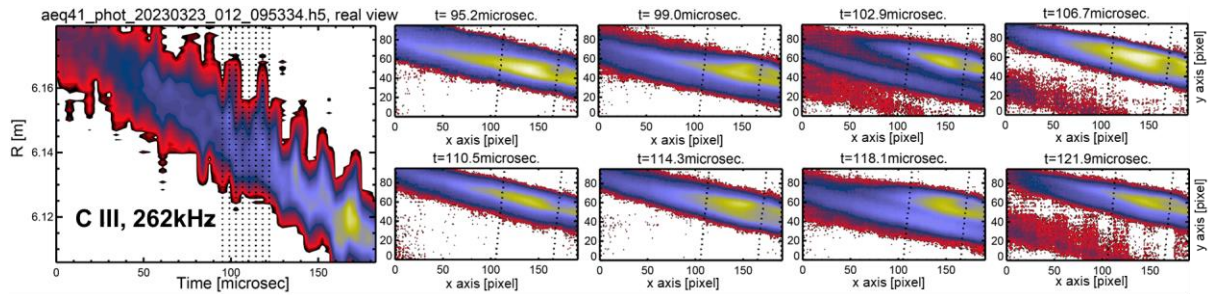 aeq41_phot_20230323_012_095334.h5, real view
R [m]
6.16
6.14
6.12
C III, 262kHz
0 50 100 150
Time [microsec]
t= 95.2microsec.
80
60
40
20
0
0 50 100 150
x axis [pixel]
t= 99.0microsec.
80
60
40
20
0
0 50 100 150
x axis [pixel]
t=102.9microsec.
80
60
40
20
0
0 50 100 150
x axis [pixel]
t=106.7microsec.
80
60
40
20
0
0 50 100 150
x axis [pixel]
y axis [pixel]
t=110.5microsec.
80
60
40
20
0
0 50 100 150
x axis [pixel]
t=114.3microsec.
80
60
40
20
0
0 50 100 150
x axis [pixel]
t=118.1microsec.
80
60
40
20
0
0 50 100 150
x axis [pixel]
t=121.9microsec.
80
60
40
20
0
0 50 100 150
x axis [pixel]
y axis [pixel]